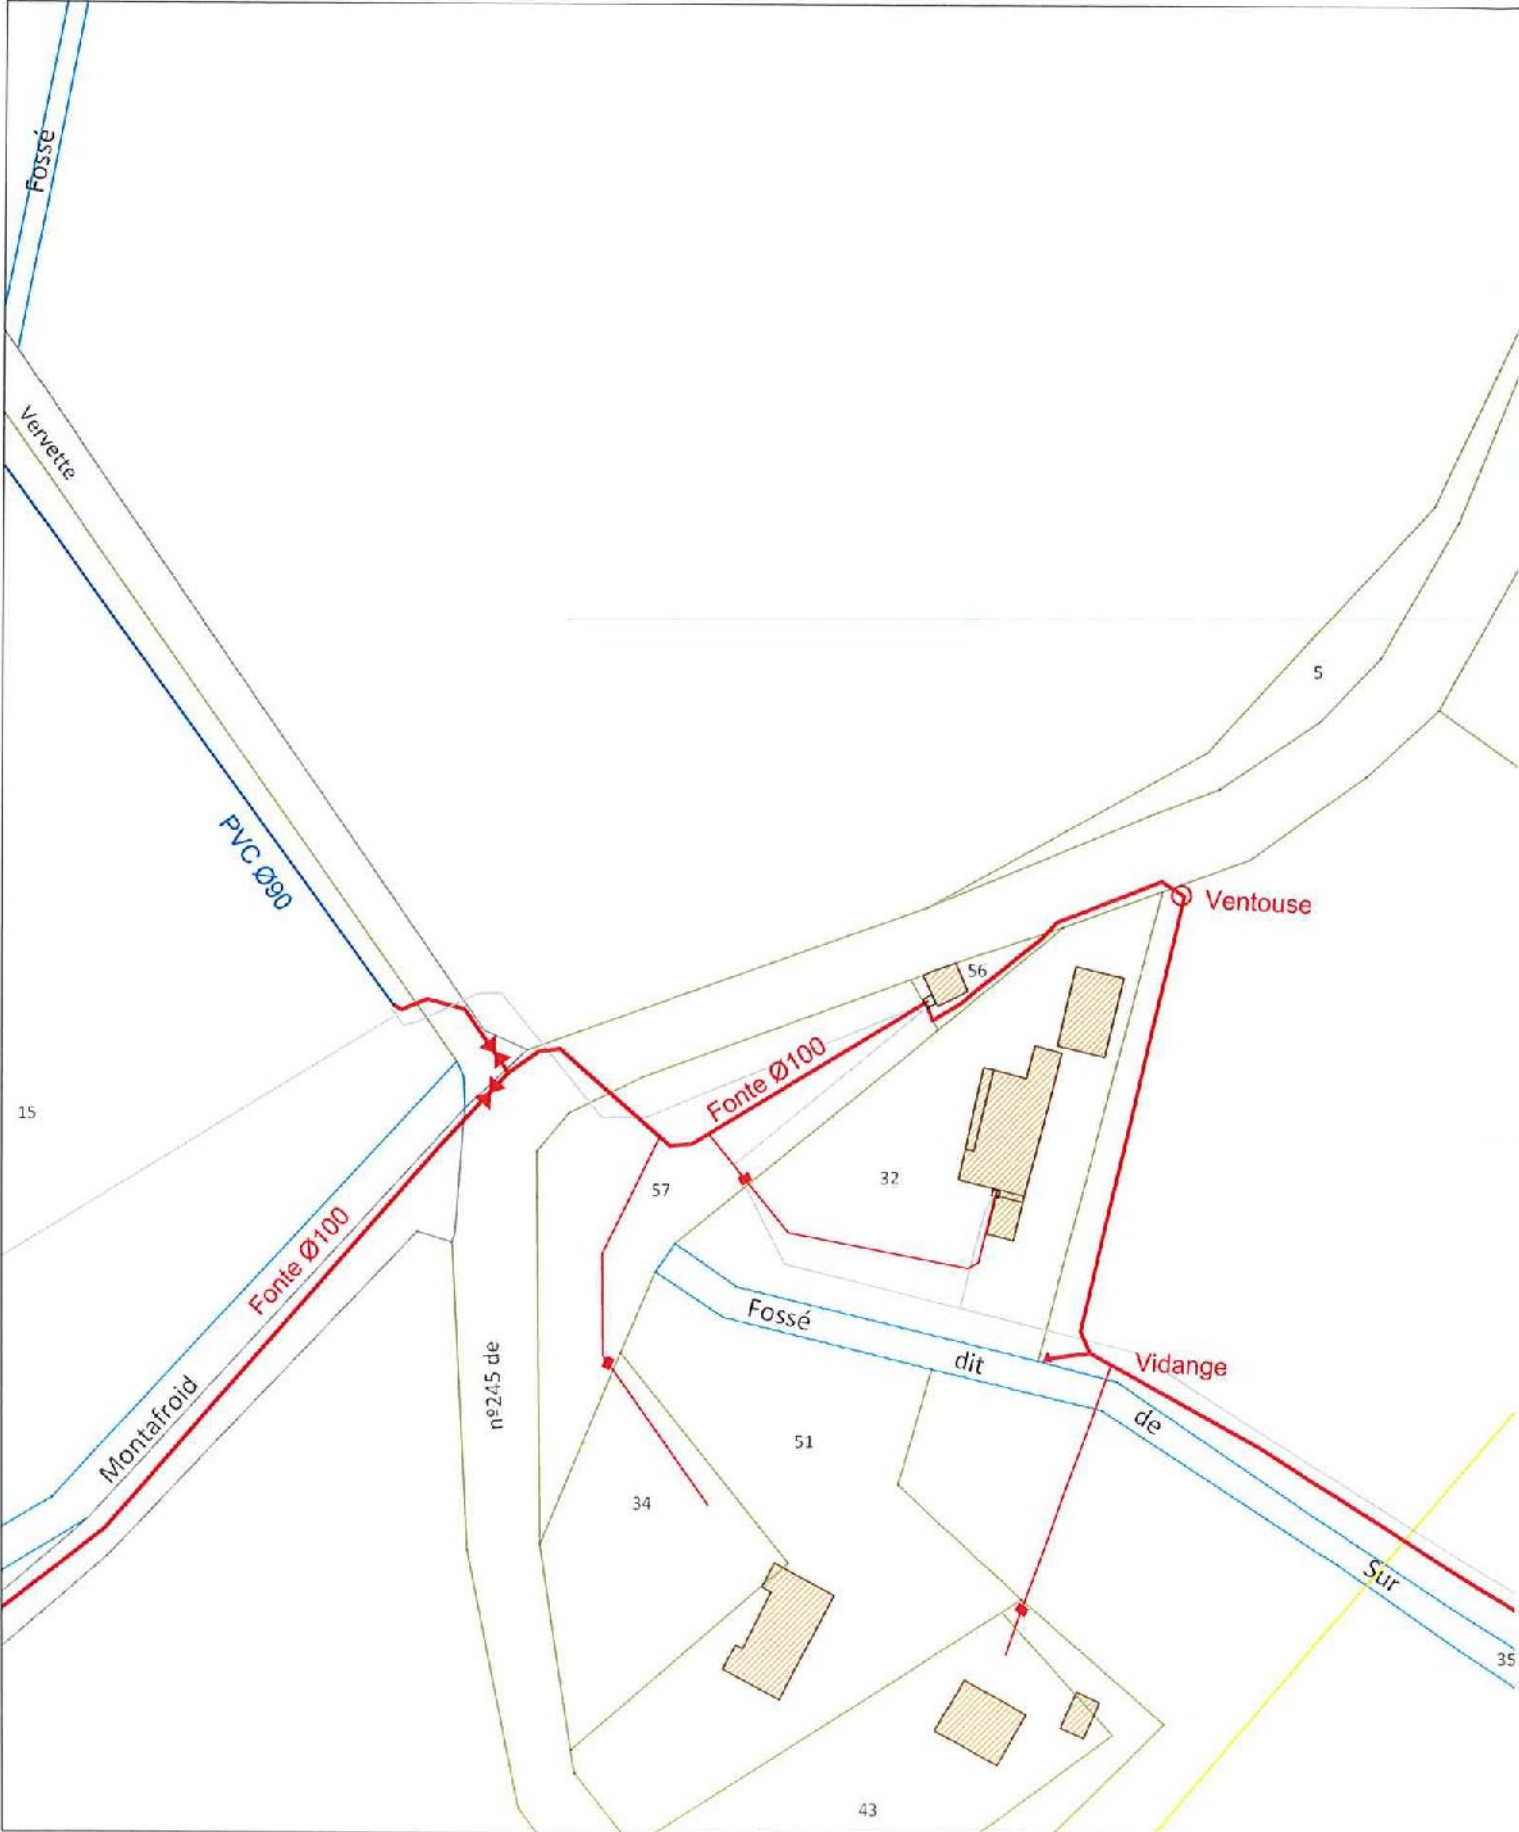 Fossé
Vervette
5
PVC Ø90
Ventouse
56
Fonte Ø100
15
32
57
Fonte Ø100
Fossé
dit
de
Sur
Vidange
nº245 de
Montafroid
51
34
35
43